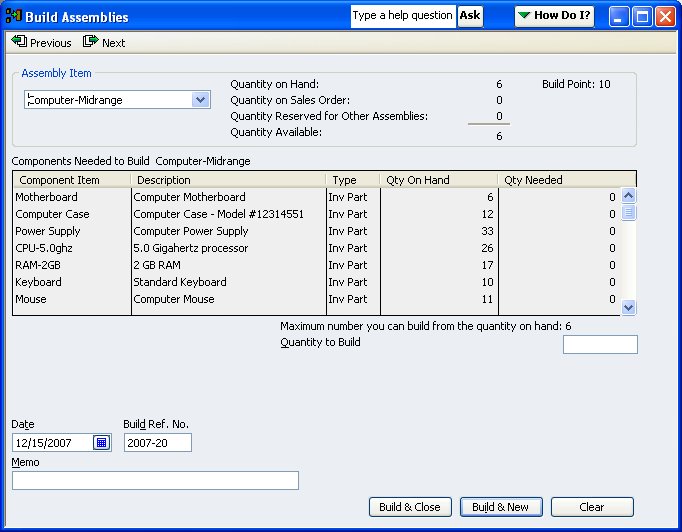 Build Assemblies Type a help question Ask How Do I?
Previous Next
Assembly Item
Computer-Midrange
Quantity on Hand: 6 Build Point: 10
Quantity on Sales Order: 0
Quantity Reserved for Other Assemblies: 0
Quantity Available: 6
Components Needed to Build Computer-Midrange
Component Item Description Type Qty On Hand Qty Needed
Motherboard Computer Motherboard Inv Part 6 0
Computer Case Computer Case - Model #12314551 Inv Part 12 0
Power Supply Computer Power Supply Inv Part 33 0
CPU-5.0ghz 5.0 Gigahertz processor Inv Part 26 0
RAM-2GB 2 GB RAM Inv Part 17 0
Keyboard Standard Keyboard Inv Part 10 0
Mouse Computer Mouse Inv Part 11 0
Maximum number you can build from the quantity on hand: 6
Quantity to Build
Date Build Ref. No.
12/15/2007 2007-20
Memo
Build & Close Build & New Clear